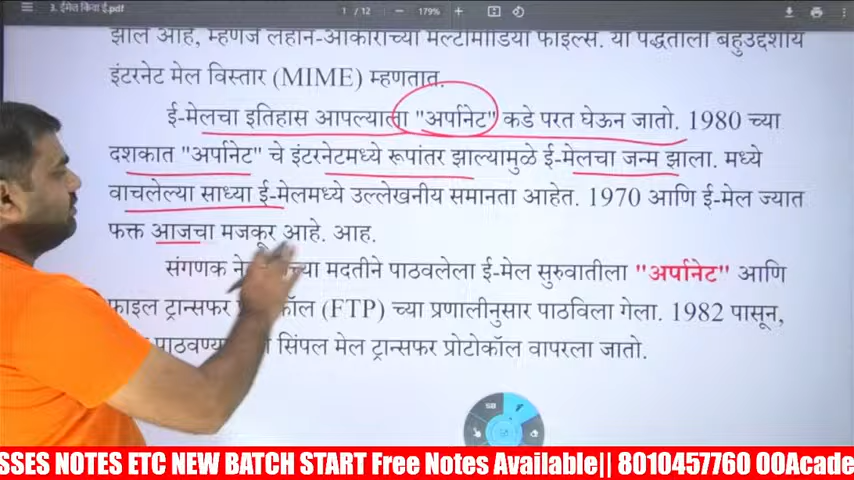 3. ईमेल किंवा ई.pdf
1 / 12
179%
झाले आहे, म्हणजे लहान-आकाराच्या मल्टीमीडिया फाइल्स. या पद्धतीला बहुउद्देशीय
इंटरनेट मेल विस्तार (MIME) म्हणतात.
ई-मेलचा इतिहास आपल्याला "अर्पानेट" कडे परत घेऊन जातो. 1980 च्या
दशकात "अर्पानेट" चे इंटरनेटमध्ये रूपांतर झाल्यामुळे ई-मेलचा जन्म झाला. मध्ये
वाचलेल्या साध्या ई-मेलमध्ये उल्लेखनीय समानता आहेत. 1970 आणि ई-मेल ज्यात
फक्त आजचा मजकूर आहे. आह.
संगणक च्या मदतीने पाठवलेला ई-मेल सुरुवातीला "अर्पानेट" आणि
फाइल ट्रान्सफर (FTP) च्या प्रणालीनुसार पाठविला गेला. 1982 पासून,
सिंपल मेल ट्रान्सफर प्रोटोकॉल वापरला जातो.
SSES NOTES ETC NEW BATCH START Free Notes Available|| 8010457760 OOAcade